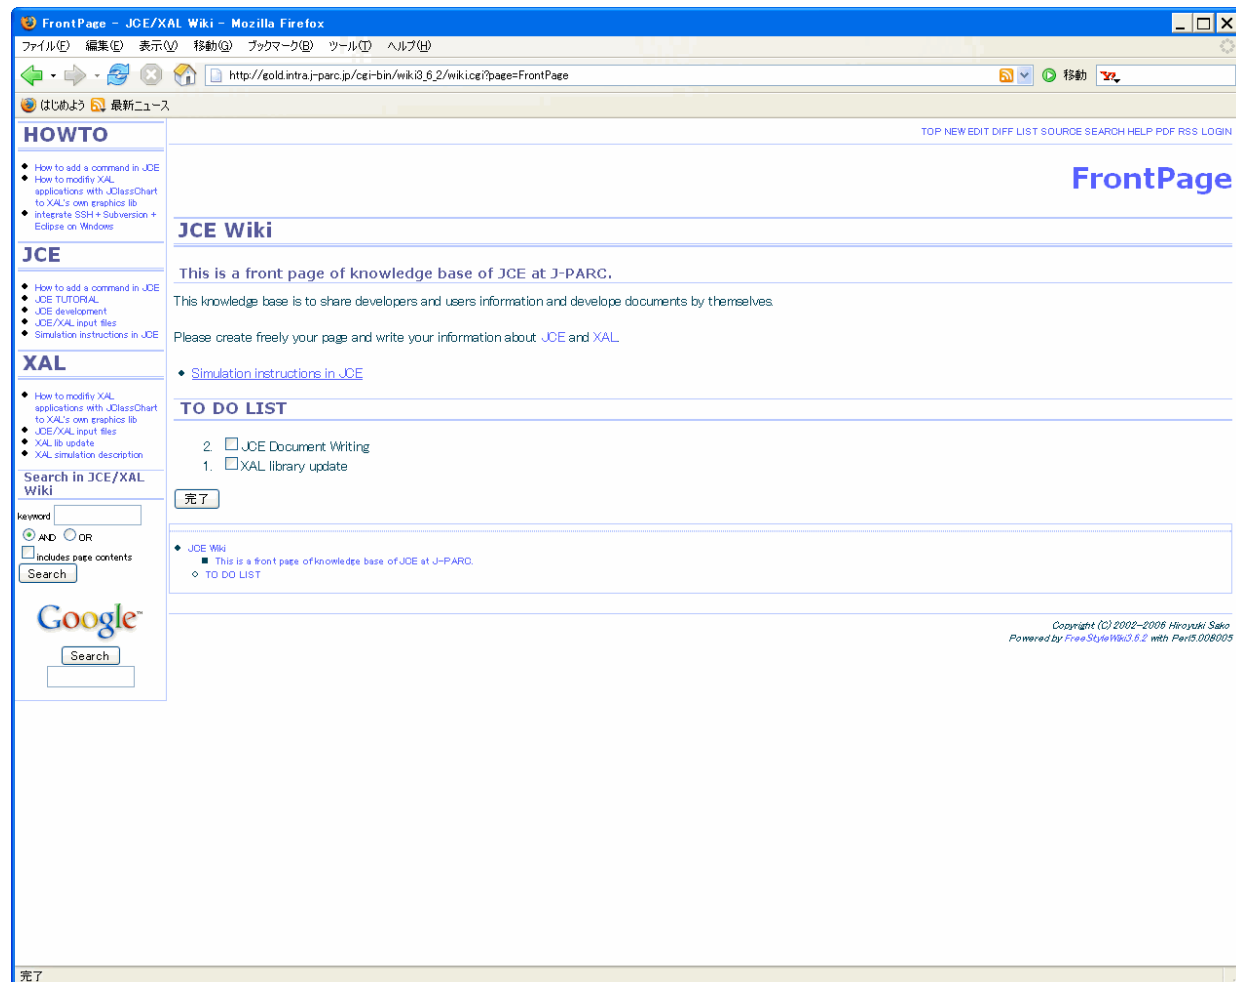 FrontPage - JCE/XAL Wiki - Mozilla Firefox
ファイル(F) 編集(E) 表示(V) 移動(G) ブックマーク(B) ツール(T) ヘルプ(H)
http://gold.intra.j-parc.jp/cgi-bin/wiki3_6_2/wiki.cgi?page=FrontPage 移動
はじめよう 最新ニュース
HOWTO
How to add a command in JCE
How to modifiy XAL
applications with JClassChart
to XAL's own graphics lib
integrate SSH + Subversion +
Eclipse on Windows
JCE
How to add a command in JCE
JCE TUTORIAL
JCE development
JCE/XAL input files
Simulation instructions in JCE
XAL
How to modifiy XAL
applications with JClassChart
to XAL's own graphics lib
JCE/XAL input files
XAL lib update
XAL simulation description
Search in JCE/XAL
Wiki
keyword
AND OR
includes page contents
Search
Google™
Search
TOP NEW EDIT DIFF LIST SOURCE SEARCH HELP PDF RSS LOGIN
FrontPage
JCE Wiki
This is a front page of knowledge base of JCE at J-PARC.
This knowledge base is to share developers and users information and develope documents by themselves.
Please create freely your page and write your information about JCE and XAL.
Simulation instructions in JCE
TO DO LIST
2. JCE Document Writing
1. XAL library update
完了
JCE Wiki
This is a front page of knowledge base of JCE at J-PARC.
TO DO LIST
Copyright (C) 2002-2006 Hiroyuki Sako
Powered by FreeStyleWiki3.6.2 with Perl5.008005
完了